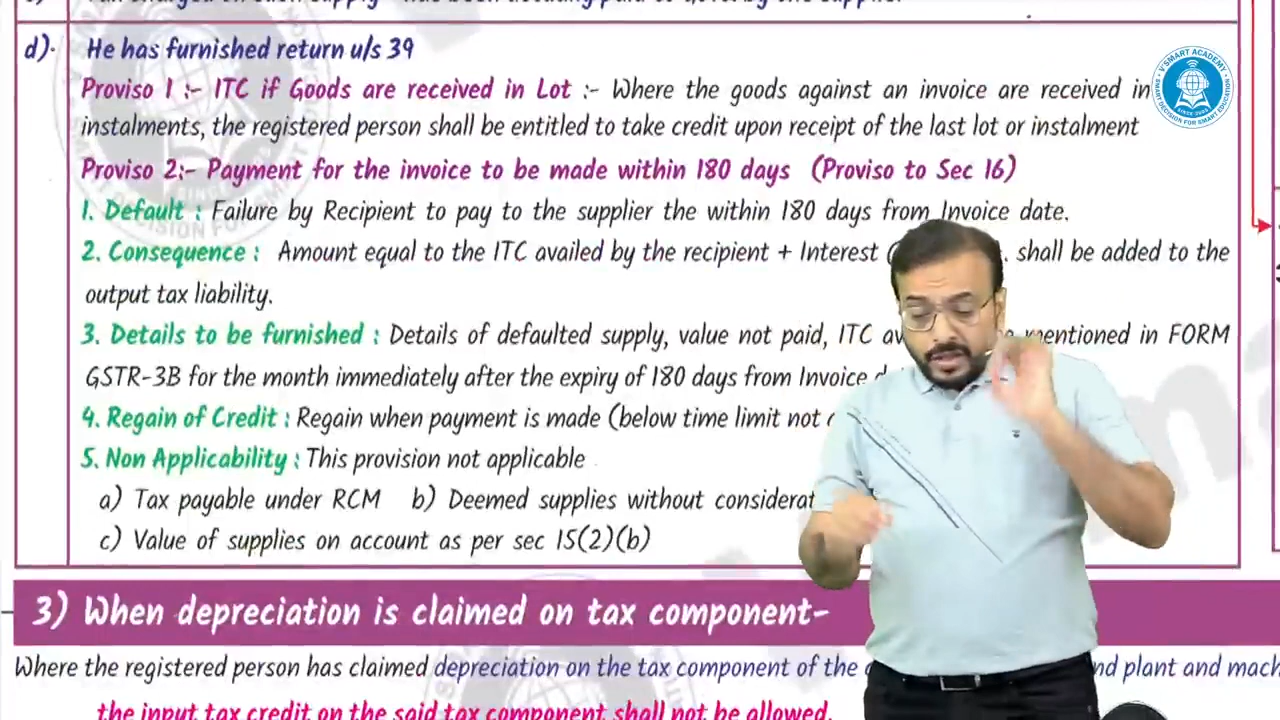 d). He has furnished return u/s 39
Proviso 1 :- ITC if Goods are received in Lot :- Where the goods against an invoice are received in
instalments, the registered person shall be entitled to take credit upon receipt of the last lot or instalment
Proviso 2:- Payment for the invoice to be made within 180 days (Proviso to Sec 16)
1. Default : Failure by Recipient to pay to the supplier the within 180 days from Invoice date.
2. Consequence : Amount equal to the ITC availed by the recipient + Interest shall be added to the
output tax liability.
3. Details to be furnished : Details of defaulted supply, value not paid, ITC mentioned in FORM
GSTR-3B for the month immediately after the expiry of 180 days from Invoice
4. Regain of Credit : Regain when payment is made (below time limit not
5. Non Applicability : This provision not applicable
a) Tax payable under RCM b) Deemed supplies without
c) Value of supplies on account as per sec 15(2)(b)
3) When depreciation is claimed on tax component-
Where the registered person has claimed depreciation on the tax component of the plant and
the input tax credit on the said tax component shall not be allowed.
V'SMART ACADEMY
SMART DECISION FOR SMART EDUCATION